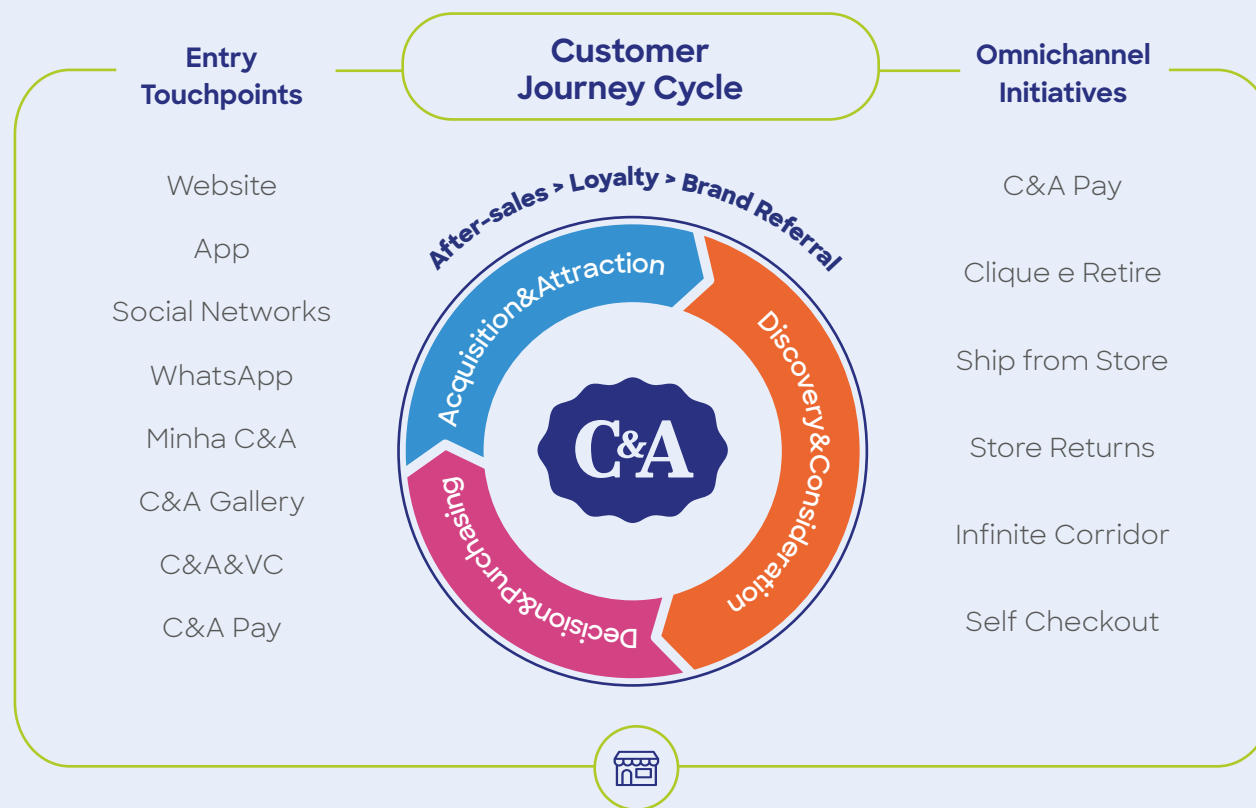 Customer
Journey Cycle
Entry
Touchpoints
Website
App
Social Networks
WhatsApp
Minha C&A
C&A Gallery
C&A&VC
C&A Pay
After-sales > Loyalty > Brand Referral
Acquisition&Attraction
Discovery&Consideration
Decision&Purchasing
C&A
Omnichannel
Initiatives
C&A Pay
Clique e Retire
Ship from Store
Store Returns
Infinite Corridor
Self Checkout